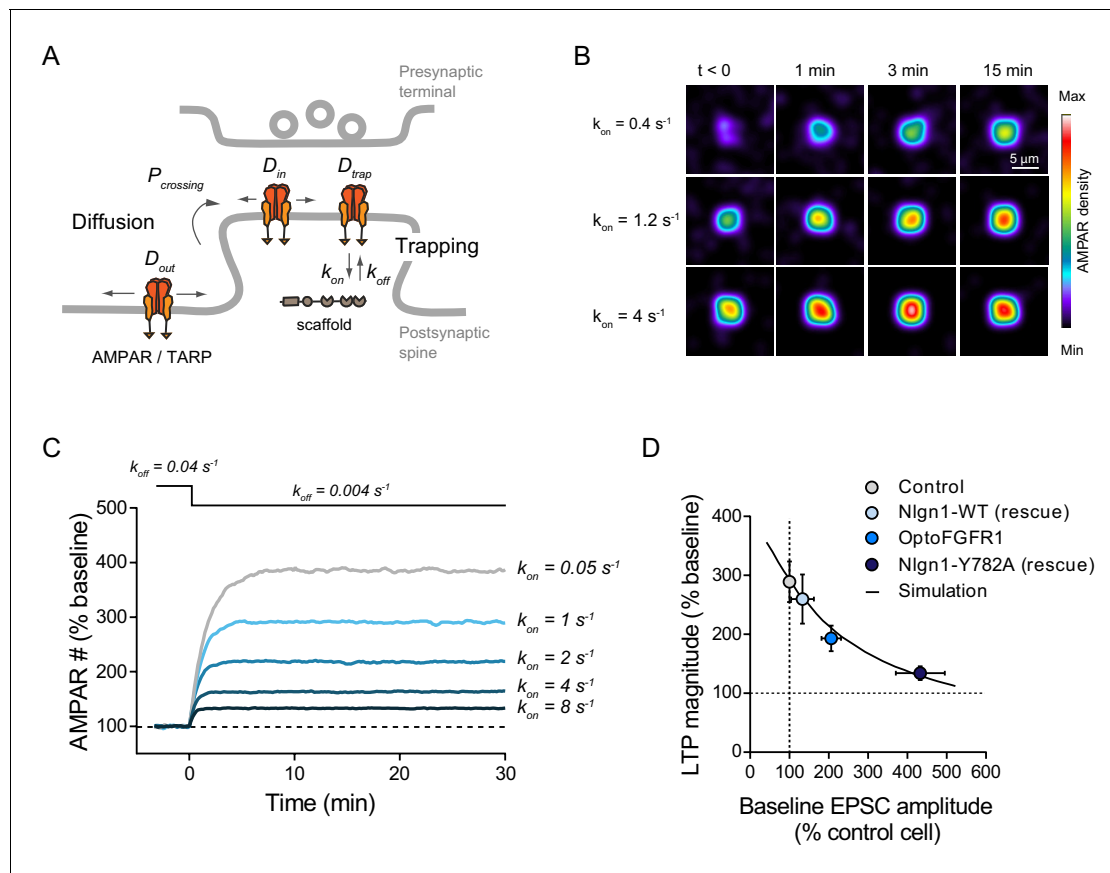 A
Presynaptic
terminal
D_in
D_trap
P_crossing
Diffusion
Trapping
D_out
k_on
k_off
scaffold
Postsynaptic
spine
AMPAR / TARP
B
t < 0
1 min
3 min
15 min
k_on = 0.4 s⁻¹
k_on = 1.2 s⁻¹
k_on = 4 s⁻¹
5 µm
Max
AMPAR density
Min
C
k_off = 0.04 s⁻¹
k_off = 0.004 s⁻¹
AMPAR # (% baseline)
500
400
300
200
100
k_on = 0.05 s⁻¹
k_on = 1 s⁻¹
k_on = 2 s⁻¹
k_on = 4 s⁻¹
k_on = 8 s⁻¹
0
10
20
30
Time (min)
D
Control
Nlgn1-WT (rescue)
OptoFGFR1
Nlgn1-Y782A (rescue)
Simulation
LTP magnitude (% baseline)
400
300
200
100
0
0
100
200
300
400
500
600
Baseline EPSC amplitude
(% control cell)